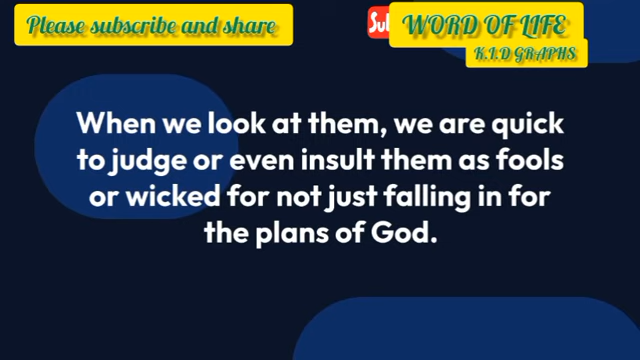 Please subscribe and share
WORD OF LIFE
K.I.D GRAPHS
When we look at them, we are quick
to judge or even insult them as fools
or wicked for not just falling in for
the plans of God.